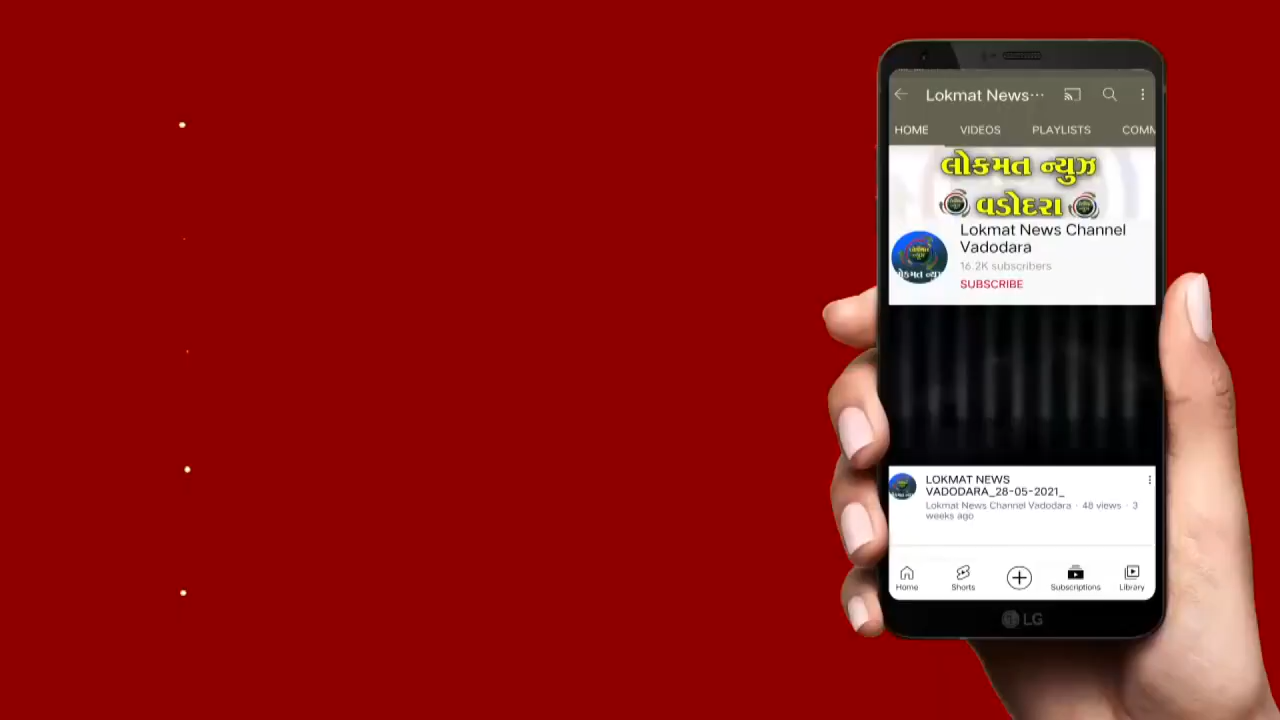 Lokmat News...
HOME VIDEOS PLAYLISTS COMM
લોકમત ન્યુઝ
વડોદરા
Lokmat News Channel
Vadodara
16.2K subscribers
SUBSCRIBE
LOKMAT NEWS
VADODARA_28-05-2021_
Lokmat News Channel Vadodara · 48 views · 3
weeks ago
Home Shorts Subscriptions Library
LG